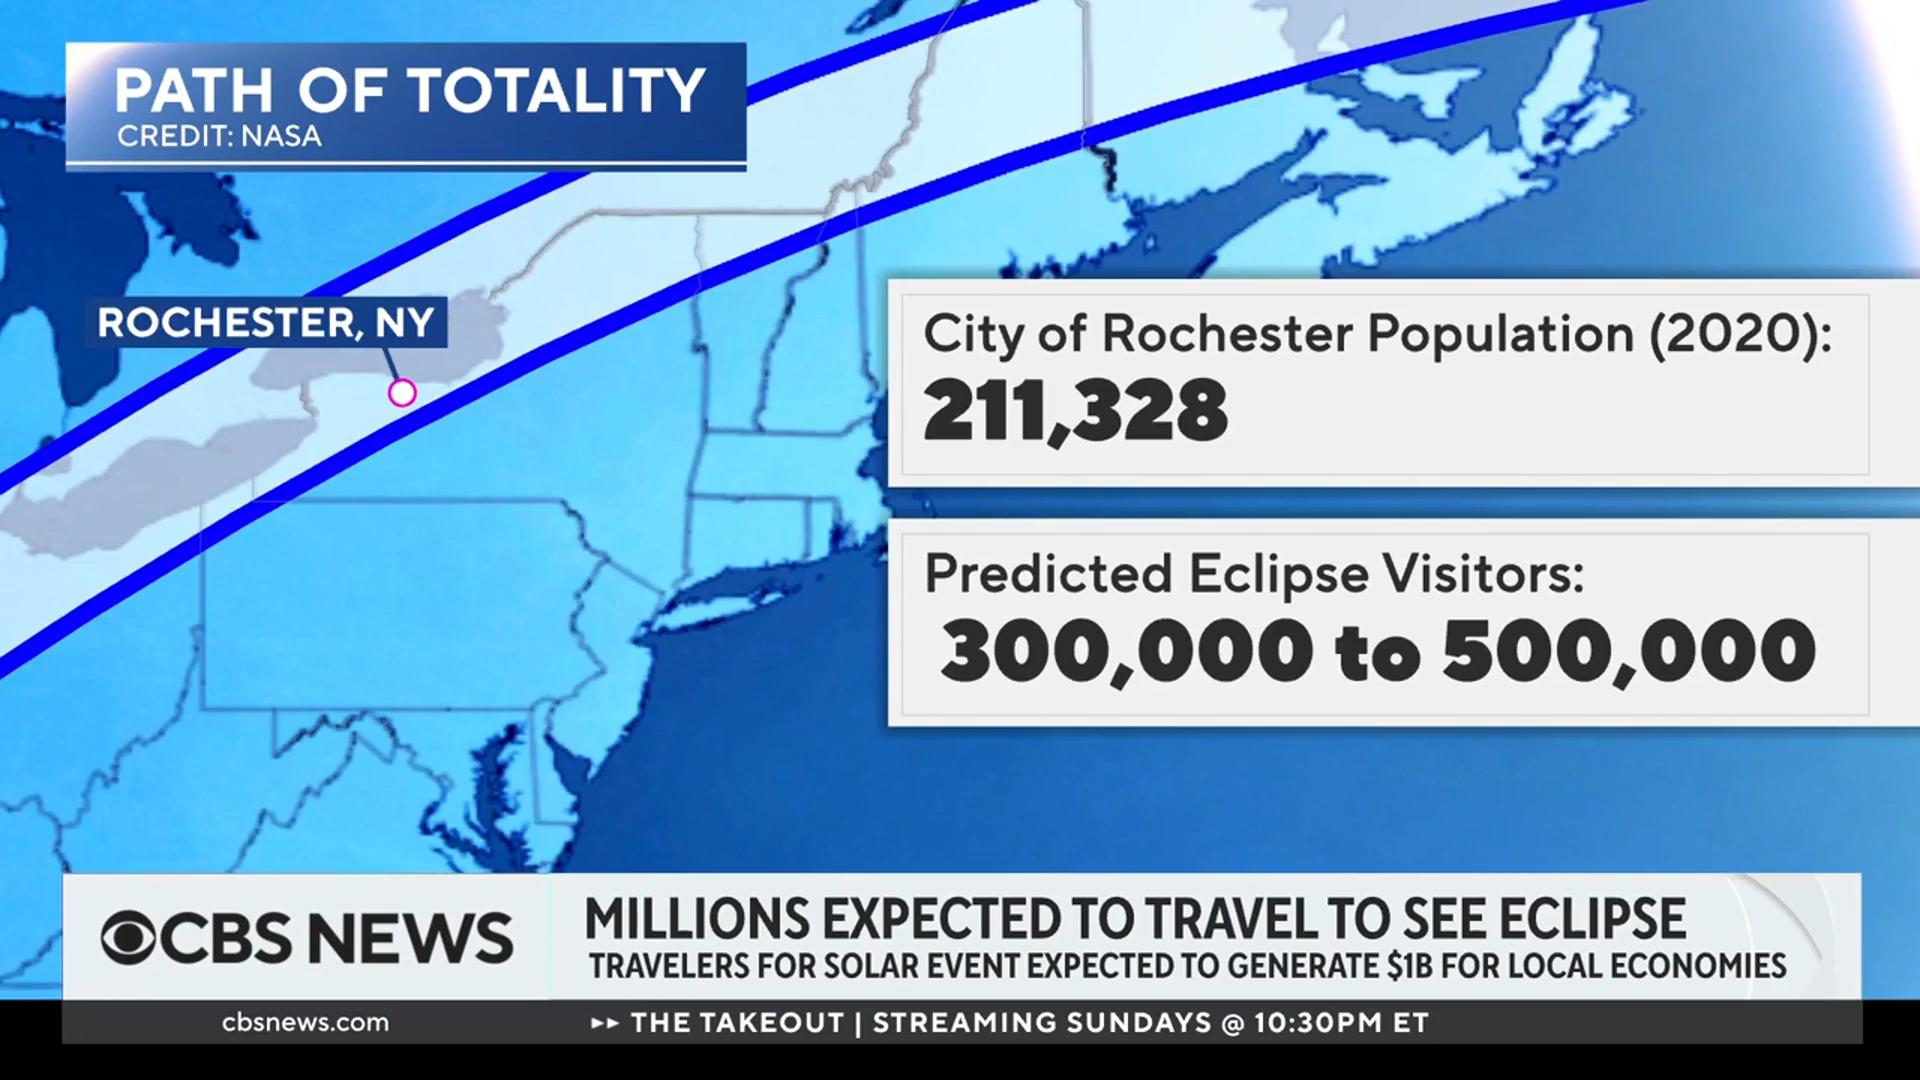 PATH OF TOTALITY
CREDIT: NASA
ROCHESTER, NY
City of Rochester Population (2020):
211,328
Predicted Eclipse Visitors:
300,000 to 500,000
CBS NEWS
MILLIONS EXPECTED TO TRAVEL TO SEE ECLIPSE
TRAVELERS FOR SOLAR EVENT EXPECTED TO GENERATE $1B FOR LOCAL ECONOMIES
cbsnews.com
THE TAKEOUT | STREAMING SUNDAYS @ 10:30PM ET